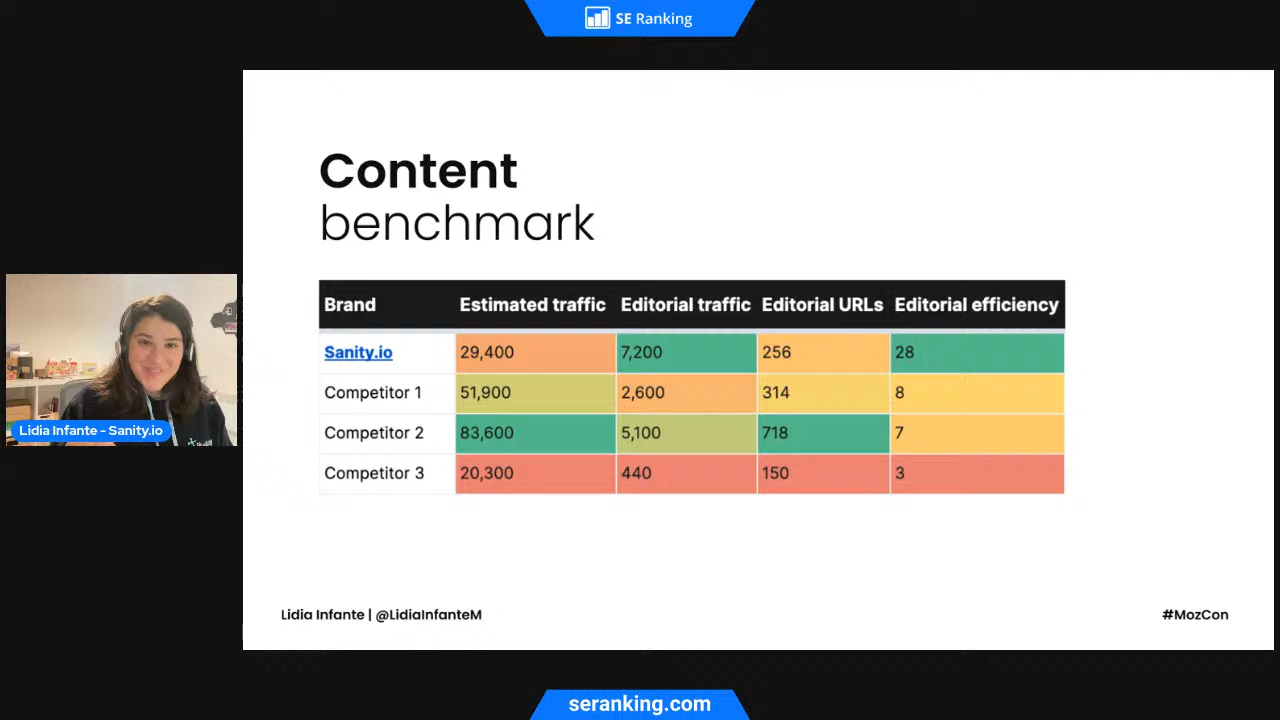 SE Ranking
Content
benchmark
Brand Estimated traffic Editorial traffic Editorial URLs Editorial efficiency
Sanity.io 29,400 7,200 256 28
Competitor 1 51,900 2,600 314 8
Competitor 2 83,600 5,100 718 7
Competitor 3 20,300 440 150 3
Lidia Infante - Sanity.io
Lidia Infante | @LidiaInfanteM
#MozCon
seranking.com